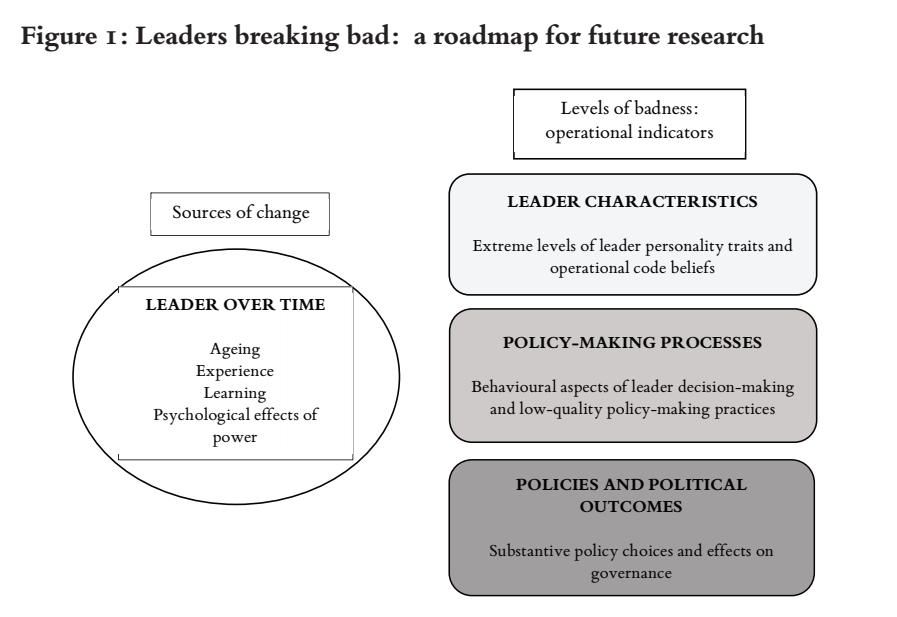 Figure 1: Leaders breaking bad: a roadmap for future research
Levels of badness:
operational indicators
Sources of change
LEADER OVER TIME
Ageing
Experience
Learning
Psychological effects of
power
LEADER CHARACTERISTICS
Extreme levels of leader personality traits and
operational code beliefs
POLICY-MAKING PROCESSES
Behavioural aspects of leader decision-making
and low-quality policy-making practices
POLICIES AND POLITICAL
OUTCOMES
Substantive policy choices and effects on
governance